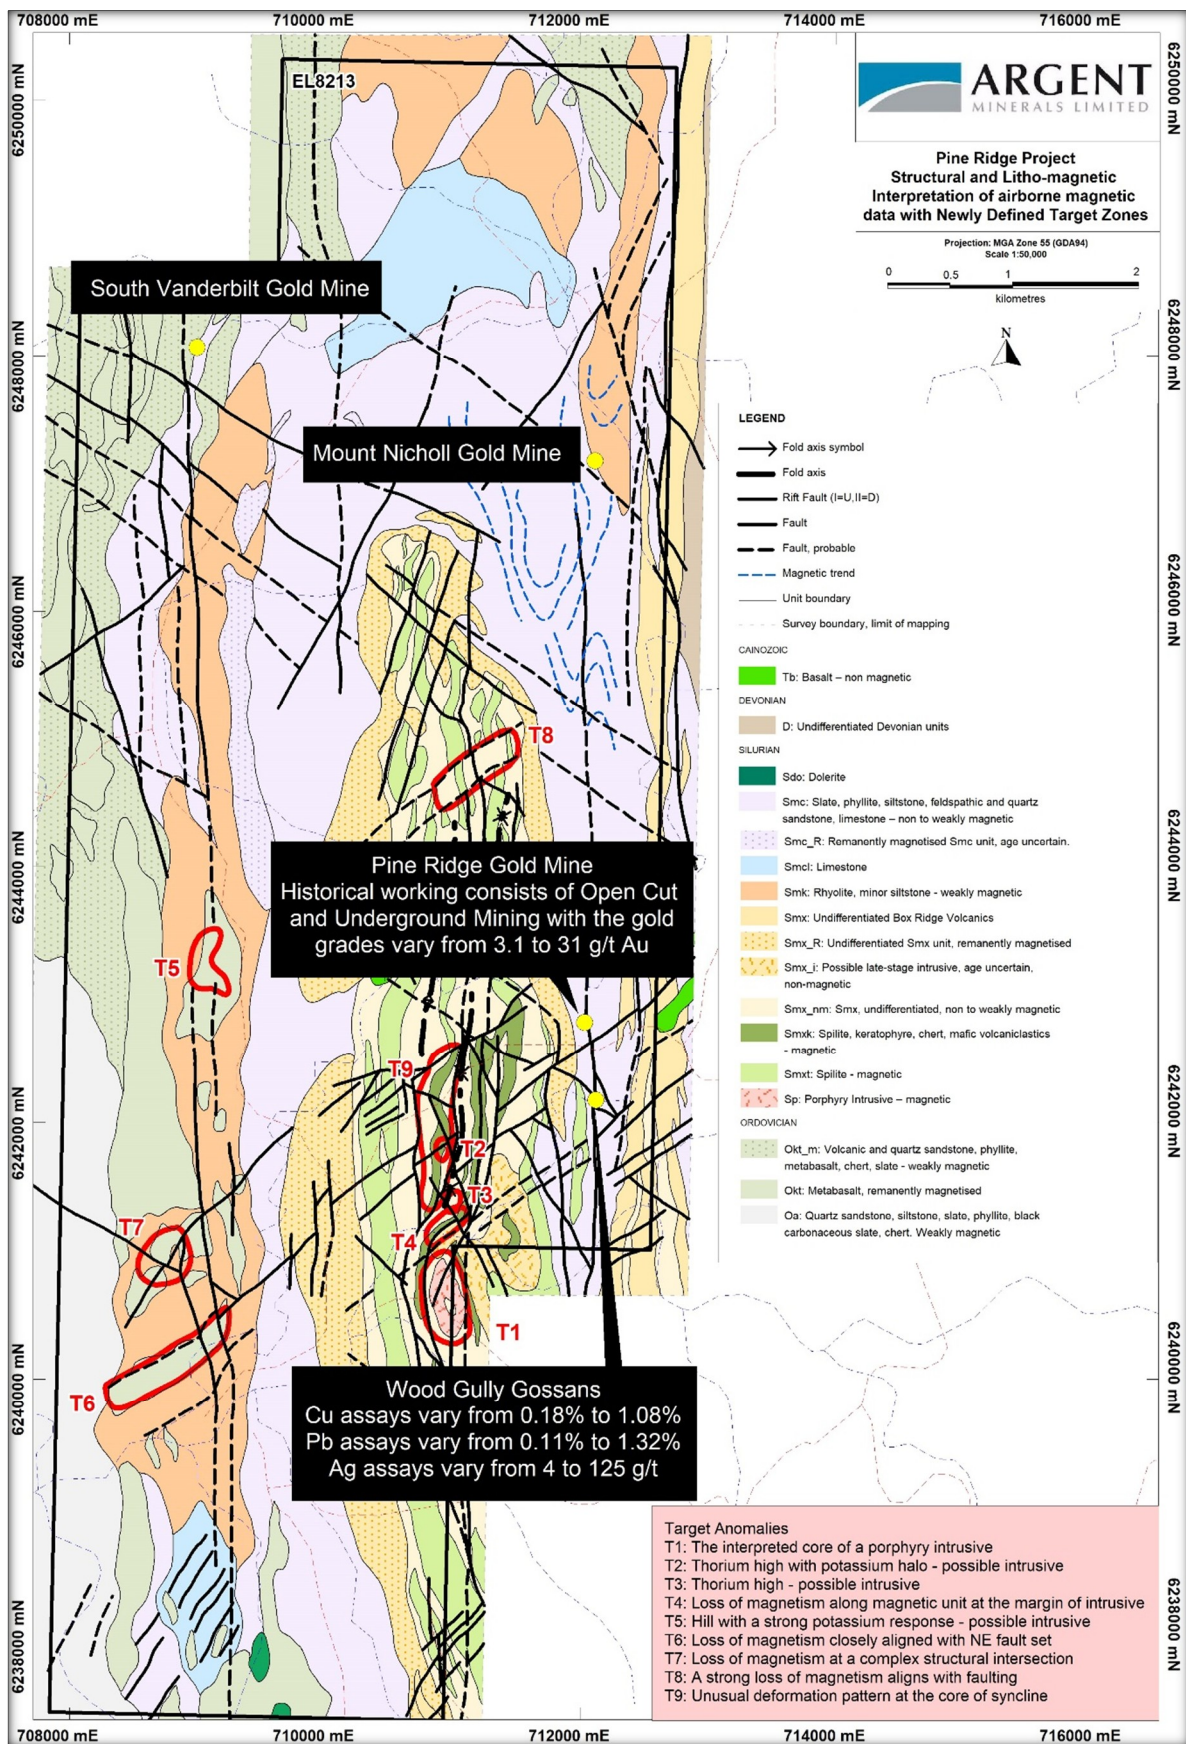 708000 mE
710000 mE
712000 mE
714000 mE
716000 mE
6250000 mN
6250000 mN
EL8213
ARGENT
MINERALS LIMITED
Pine Ridge Project
Structural and Litho-magnetic
Interpretation of airborne magnetic
data with Newly Defined Target Zones
Projection: MGA Zone 55 (GDA94)
Scale 1:50,000
0
0.5
1
2
kilometres
N
South Vanderbilt Gold Mine
6248000 mN
6248000 mN
Mount Nicholl Gold Mine
LEGEND
Fold axis symbol
Fold axis
Rift Fault (I=U,II=D)
Fault
Fault, probable
Magnetic trend
Unit boundary
Survey boundary, limit of mapping
6246000 mN
6246000 mN
CAINOZOIC
Tb: Basalt – non magnetic
DEVONIAN
D: Undifferentiated Devonian units
SILURIAN
Sdo: Dolerite
Smc: Slate, phyllite, siltstone, feldspathic and quartz
sandstone, limestone – non to weakly magnetic
Smc_R: Remanently magnetised Smc unit, age uncertain.
Smcl: Limestone
Smk: Rhyolite, minor siltstone - weakly magnetic
Smx: Undifferentiated Box Ridge Volcanics
Smx_R: Undifferentiated Smx unit, remanently magnetised
Smx_i: Possible late-stage intrusive, age uncertain,
non-magnetic
Smx_nm: Smx, undifferentiated, non to weakly magnetic
Smxk: Spilite, keratophyre, chert, mafic volcaniclastics
- magnetic
Smxt: Spilite - magnetic
Sp: Porphyry Intrusive – magnetic
ORDOVICIAN
Okt_m: Volcanic and quartz sandstone, phyllite,
metabasalt, chert, slate - weakly magnetic
Okt: Metabasalt, remanently magnetised
Oa: Quartz sandstone, siltstone, slate, phyllite, black
carbonaceous slate, chert. Weakly magnetic
T8
6244000 mN
6244000 mN
Pine Ridge Gold Mine
Historical working consists of Open Cut
and Underground Mining with the gold
grades vary from 3.1 to 31 g/t Au
T5
T9
6242000 mN
6242000 mN
T2
T3
T7
T4
T1
6240000 mN
6240000 mN
T6
Wood Gully Gossans
Cu assays vary from 0.18% to 1.08%
Pb assays vary from 0.11% to 1.32%
Ag assays vary from 4 to 125 g/t
6238000 mN
6238000 mN
Target Anomalies
T1: The interpreted core of a porphyry intrusive
T2: Thorium high with potassium halo - possible intrusive
T3: Thorium high - possible intrusive
T4: Loss of magnetism along magnetic unit at the margin of intrusive
T5: Hill with a strong potassium response - possible intrusive
T6: Loss of magnetism closely aligned with NE fault set
T7: Loss of magnetism at a complex structural intersection
T8: A strong loss of magnetism aligns with faulting
T9: Unusual deformation pattern at the core of syncline
708000 mE
710000 mE
712000 mE
714000 mE
716000 mE